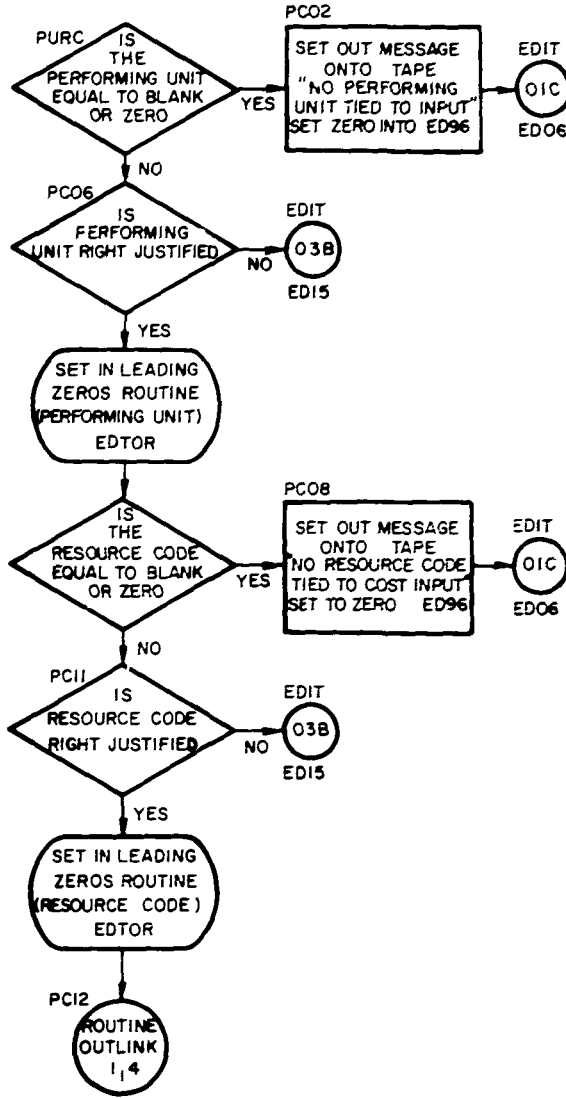 PURC
IS
THE
PERFORMING UNIT
EQUAL TO BLANK
OR ZERO
YES
PC02
SET OUT MESSAGE
ONTO TAPE
"NO PERFORMING
UNIT TIED TO INPUT"
SET ZERO INTO ED96
EDIT
01C
ED06
NO
PC06
IS
FERFORMING
UNIT RIGHT JUSTIFIED
NO
EDIT
03B
ED15
YES
SET IN LEADING
ZEROS ROUTINE
(PERFORMING UNIT)
EDTOR
IS
THE
RESOURCE CODE
EQUAL TO BLANK
OR ZERO
YES
PC08
SET OUT MESSAGE
ONTO TAPE
"NO RESOURCE CODE
TIED TO COST INPUT"
SET TO ZERO ED96
EDIT
01C
ED06
NO
PC11
IS
RESOURCE CODE
RIGHT JUSTIFIED
NO
EDIT
03B
ED15
YES
SET IN LEADING
ZEROS ROUTINE
(RESOURCE CODE)
EDTOR
PC12
ROUTINE
OUTLINK
1,4